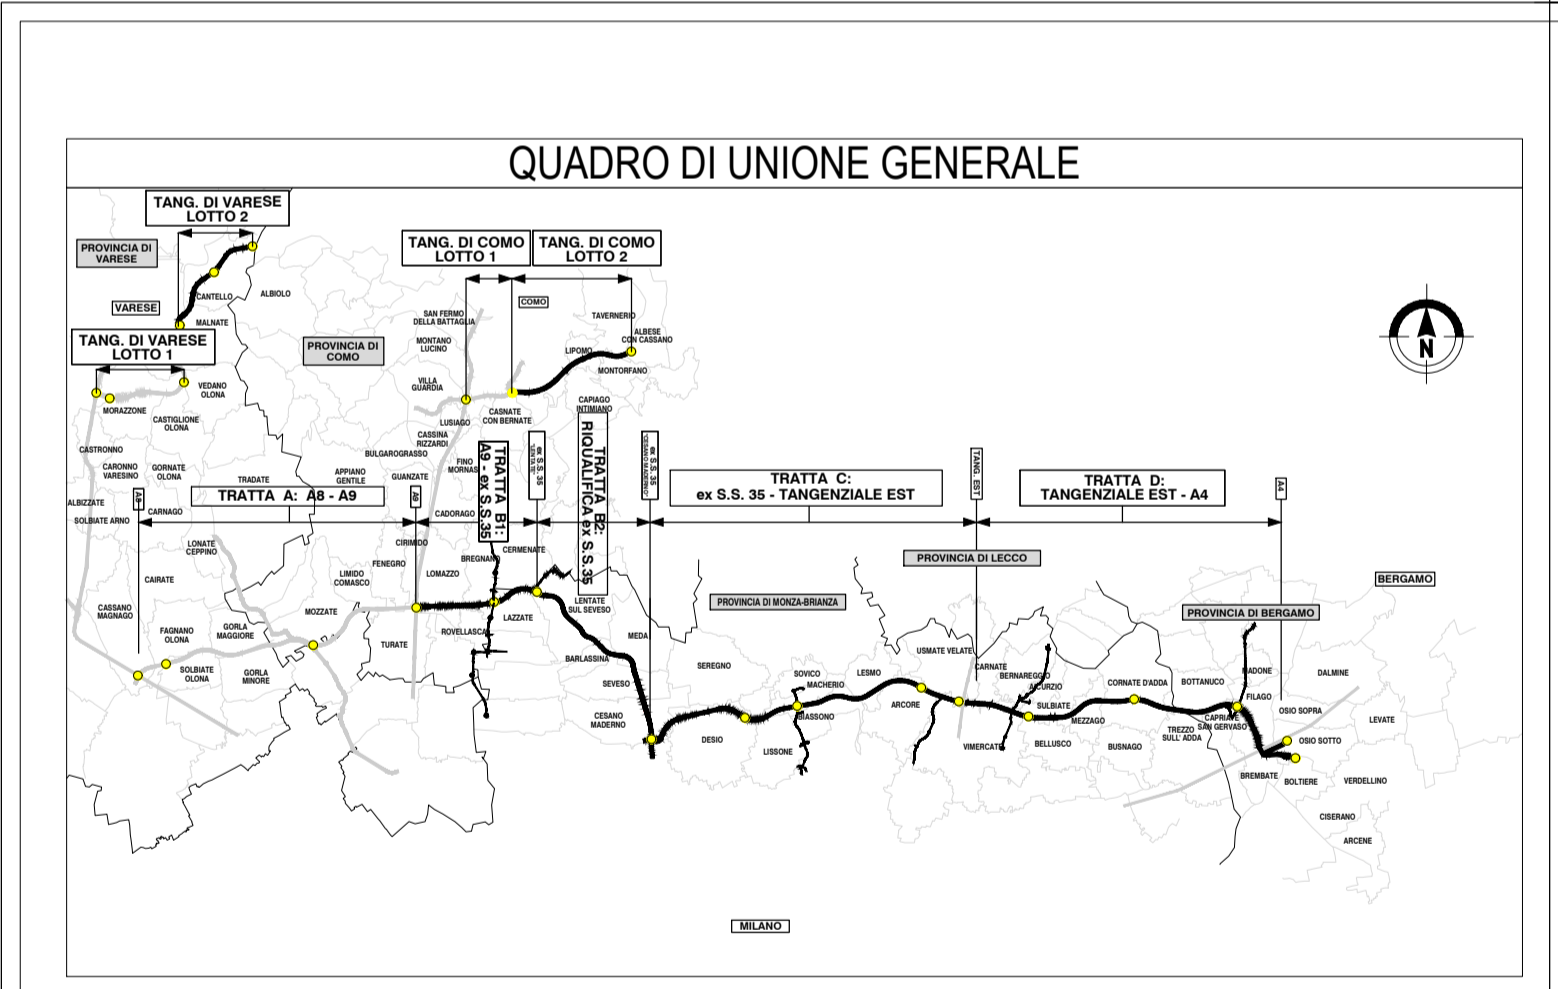 QUADRO DI UNIONE GENERALE
TANG. DI VARESE
LOTTO 2
PROVINCIA DI
VARESE
TANG. DI COMO
LOTTO 1
TANG. DI COMO
LOTTO 2
CANTELLO
ALBIOLO
VARESE
MALNATE
COMO
SAN FERMO
DELLA BATTAGLIA
TAVERNERIO
ALBESE
CON CASSANO
TANG. DI VARESE
LOTTO 1
PROVINCIA DI
COMO
MONTANO
LUCINO
LIPOMO
MONTORFANO
N
VILLA
GUARDIA
VEDANO
OLONA
MORAZZONE
CASTIGLIONE
OLONA
CAPIAGO
INTIMIANO
CASNATE
CON BERNATE
LUSIAGO
CASSINA
RIZZARDI
BULGAROGRASSO
CASTRONNO
CARONNO
VARESINO
GORNATE
OLONA
TRADATE
APPIANO
GENTILE
GUANZATE
FINO
MORNAS
TRATTA B1:
A9 - ex S.S.35
ex S.S. 35
"LENTATE"
TRATTA B2:
RIQUALIFICA ex S.S.35
ex S.S. 35
"CESANO MADERNO"
TRATTA C:
ex S.S. 35 - TANGENZIALE EST
TANG. EST
TRATTA D:
TANGENZIALE EST - A4
A4
A8
TRATTA A: A8 - A9
A9
ALBIZZATE
SOLBIATE ARNO
CARNAGO
CADORAGO
LONATE
CEPPINO
CIRIMIDO
FENEGRO
LOMAZZO
BREGNANO
CERMENATE
PROVINCIA DI LECCO
BERGAMO
CAIRATE
LIMIDO
COMASCO
CASSANO
MAGNAGO
MOZZATE
LENTATE
SUL SEVESO
LAZZATE
PROVINCIA DI MONZA-BRIANZA
PROVINCIA DI BERGAMO
FAGNANO
OLONA
GORLA
MAGGIORE
TURATE
ROVELLASCA
MEDA
BARLASSINA
SEREGNO
USMATE VELATE
SOLBIATE
OLONA
GORLA
MINORE
SEVESO
SOVICO
MACHERIO
LESMO
CARNATE
BERNAREGGIO
AICURZIO
CORNATE D'ADDA
BOTTANUCO
MADONE
DALMINE
FILAGO
CESANO
MADERNO
BIASSONO
ARCORE
SULBIATE
MEZZAGO
CAPRIATE
SAN GERVASO
OSIO SOPRA
LEVATE
DESIO
LISSONE
VIMERCATE
BELLUSCO
BUSNAGO
TREZZO
SULL' ADDA
OSIO SOTTO
BREMBATE
BOLTIERE
VERDELLINO
CISERANO
ARCENE
MILANO